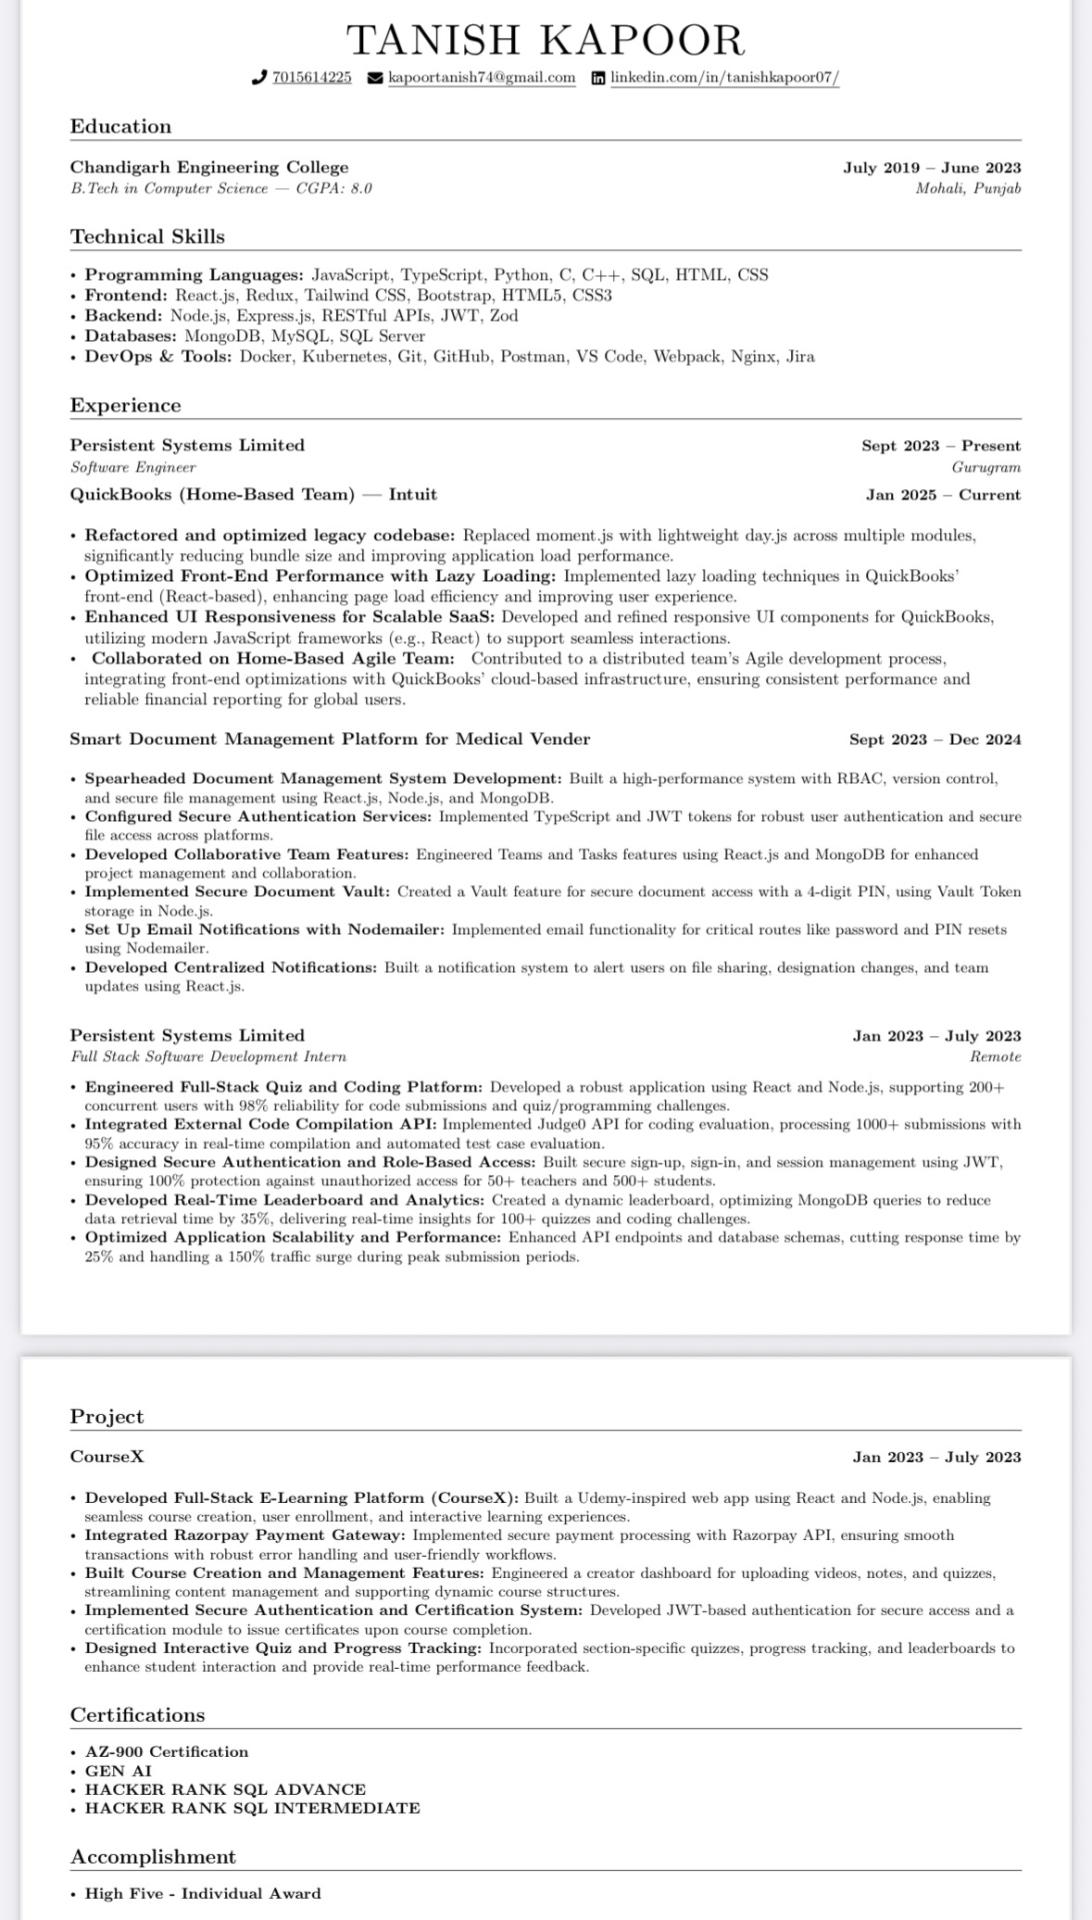 TANISH KAPOOR
7015614225 kapoortanish74@gmail.com linkedin.com/in/tanishkapoor07/
Education
Chandigarh Engineering College July 2019 – June 2023
B.Tech in Computer Science — CGPA: 8.0 Mohali, Punjab
Technical Skills
• Programming Languages: JavaScript, TypeScript, Python, C, C++, SQL, HTML, CSS
• Frontend: React.js, Redux, Tailwind CSS, Bootstrap, HTML5, CSS3
• Backend: Node.js, Express.js, RESTful APIs, JWT, Zod
• Databases: MongoDB, MySQL, SQL Server
• DevOps & Tools: Docker, Kubernetes, Git, GitHub, Postman, VS Code, Webpack, Nginx, Jira
Experience
Persistent Systems Limited Sept 2023 – Present
Software Engineer Gurugram
QuickBooks (Home-Based Team) — Intuit Jan 2025 – Current
• Refactored and optimized legacy codebase: Replaced moment.js with lightweight day.js across multiple modules,
significantly reducing bundle size and improving application load performance.
• Optimized Front-End Performance with Lazy Loading: Implemented lazy loading techniques in QuickBooks'
front-end (React-based), enhancing page load efficiency and improving user experience.
• Enhanced UI Responsiveness for Scalable SaaS: Developed and refined responsive UI components for QuickBooks,
utilizing modern JavaScript frameworks (e.g., React) to support seamless interactions.
• Collaborated on Home-Based Agile Team: Contributed to a distributed team's Agile development process,
integrating front-end optimizations with QuickBooks' cloud-based infrastructure, ensuring consistent performance and
reliable financial reporting for global users.
Smart Document Management Platform for Medical Vender Sept 2023 – Dec 2024
• Spearheaded Document Management System Development: Built a high-performance system with RBAC, version control,
and secure file management using React.js, Node.js, and MongoDB.
• Configured Secure Authentication Services: Implemented TypeScript and JWT tokens for robust user authentication and secure
file access across platforms.
• Developed Collaborative Team Features: Engineered Teams and Tasks features using React.js and MongoDB for enhanced
project management and collaboration.
• Implemented Secure Document Vault: Created a Vault feature for secure document access with a 4-digit PIN, using Vault Token
storage in Node.js.
• Set Up Email Notifications with Nodemailer: Implemented email functionality for critical routes like password and PIN resets
using Nodemailer.
• Developed Centralized Notifications: Built a notification system to alert users on file sharing, designation changes, and team
updates using React.js.
Persistent Systems Limited Jan 2023 – July 2023
Full Stack Software Development Intern Remote
• Engineered Full-Stack Quiz and Coding Platform: Developed a robust application using React and Node.js, supporting 200+
concurrent users with 98% reliability for code submissions and quiz/programming challenges.
• Integrated External Code Compilation API: Implemented Judge0 API for coding evaluation, processing 1000+ submissions with
95% accuracy in real-time compilation and automated test case evaluation.
• Designed Secure Authentication and Role-Based Access: Built secure sign-up, sign-in, and session management using JWT,
ensuring 100% protection against unauthorized access for 50+ teachers and 500+ students.
• Developed Real-Time Leaderboard and Analytics: Created a dynamic leaderboard, optimizing MongoDB queries to reduce
data retrieval time by 35%, delivering real-time insights for 100+ quizzes and coding challenges.
• Optimized Application Scalability and Performance: Enhanced API endpoints and database schemas, cutting response time by
25% and handling a 150% traffic surge during peak submission periods.
Project
CourseX Jan 2023 – July 2023
• Developed Full-Stack E-Learning Platform (CourseX): Built a Udemy-inspired web app using React and Node.js, enabling
seamless course creation, user enrollment, and interactive learning experiences.
• Integrated Razorpay Payment Gateway: Implemented secure payment processing with Razorpay API, ensuring smooth
transactions with robust error handling and user-friendly workflows.
• Built Course Creation and Management Features: Engineered a creator dashboard for uploading videos, notes, and quizzes,
streamlining content management and supporting dynamic course structures.
• Implemented Secure Authentication and Certification System: Developed JWT-based authentication for secure access and a
certification module to issue certificates upon course completion.
• Designed Interactive Quiz and Progress Tracking: Incorporated section-specific quizzes, progress tracking, and leaderboards to
enhance student interaction and provide real-time performance feedback.
Certifications
• AZ-900 Certification
• GEN AI
• HACKER RANK SQL ADVANCE
• HACKER RANK SQL INTERMEDIATE
Accomplishment
• High Five - Individual Award